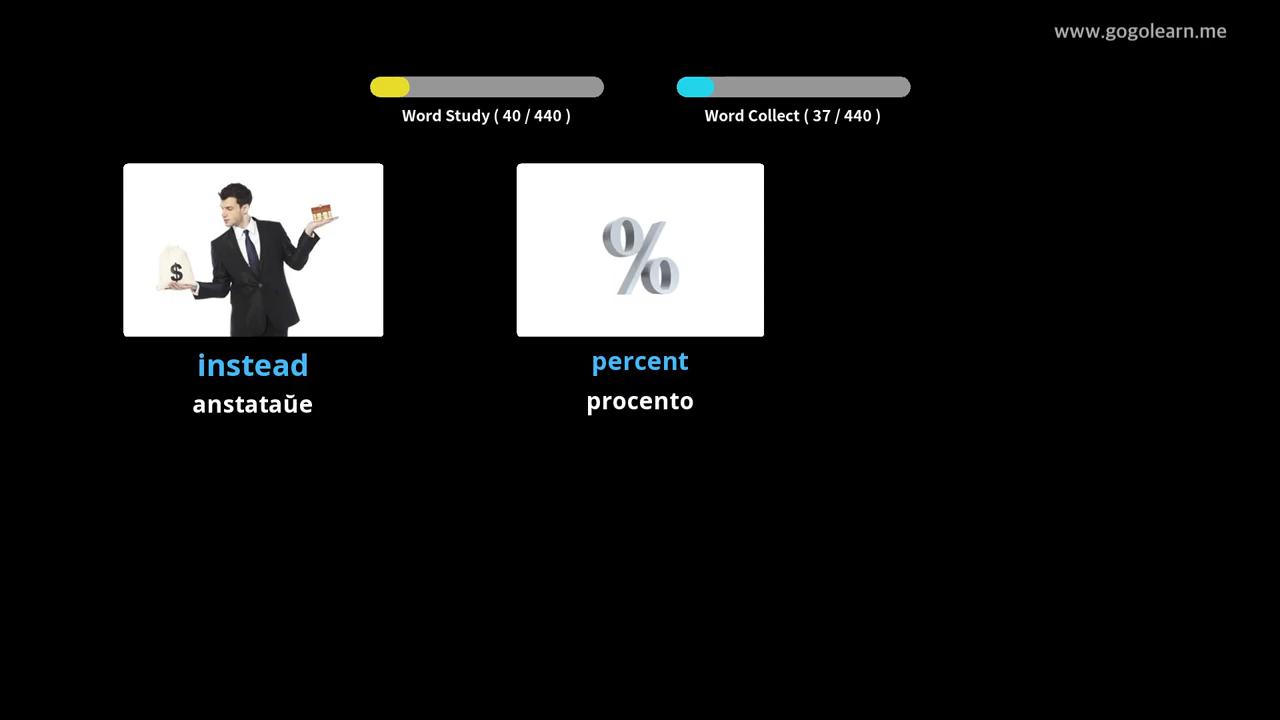 www.gogolearn.me
Word Study ( 40 / 440 )
Word Collect ( 37 / 440 )
$
%
instead
anstataŭe
percent
procento